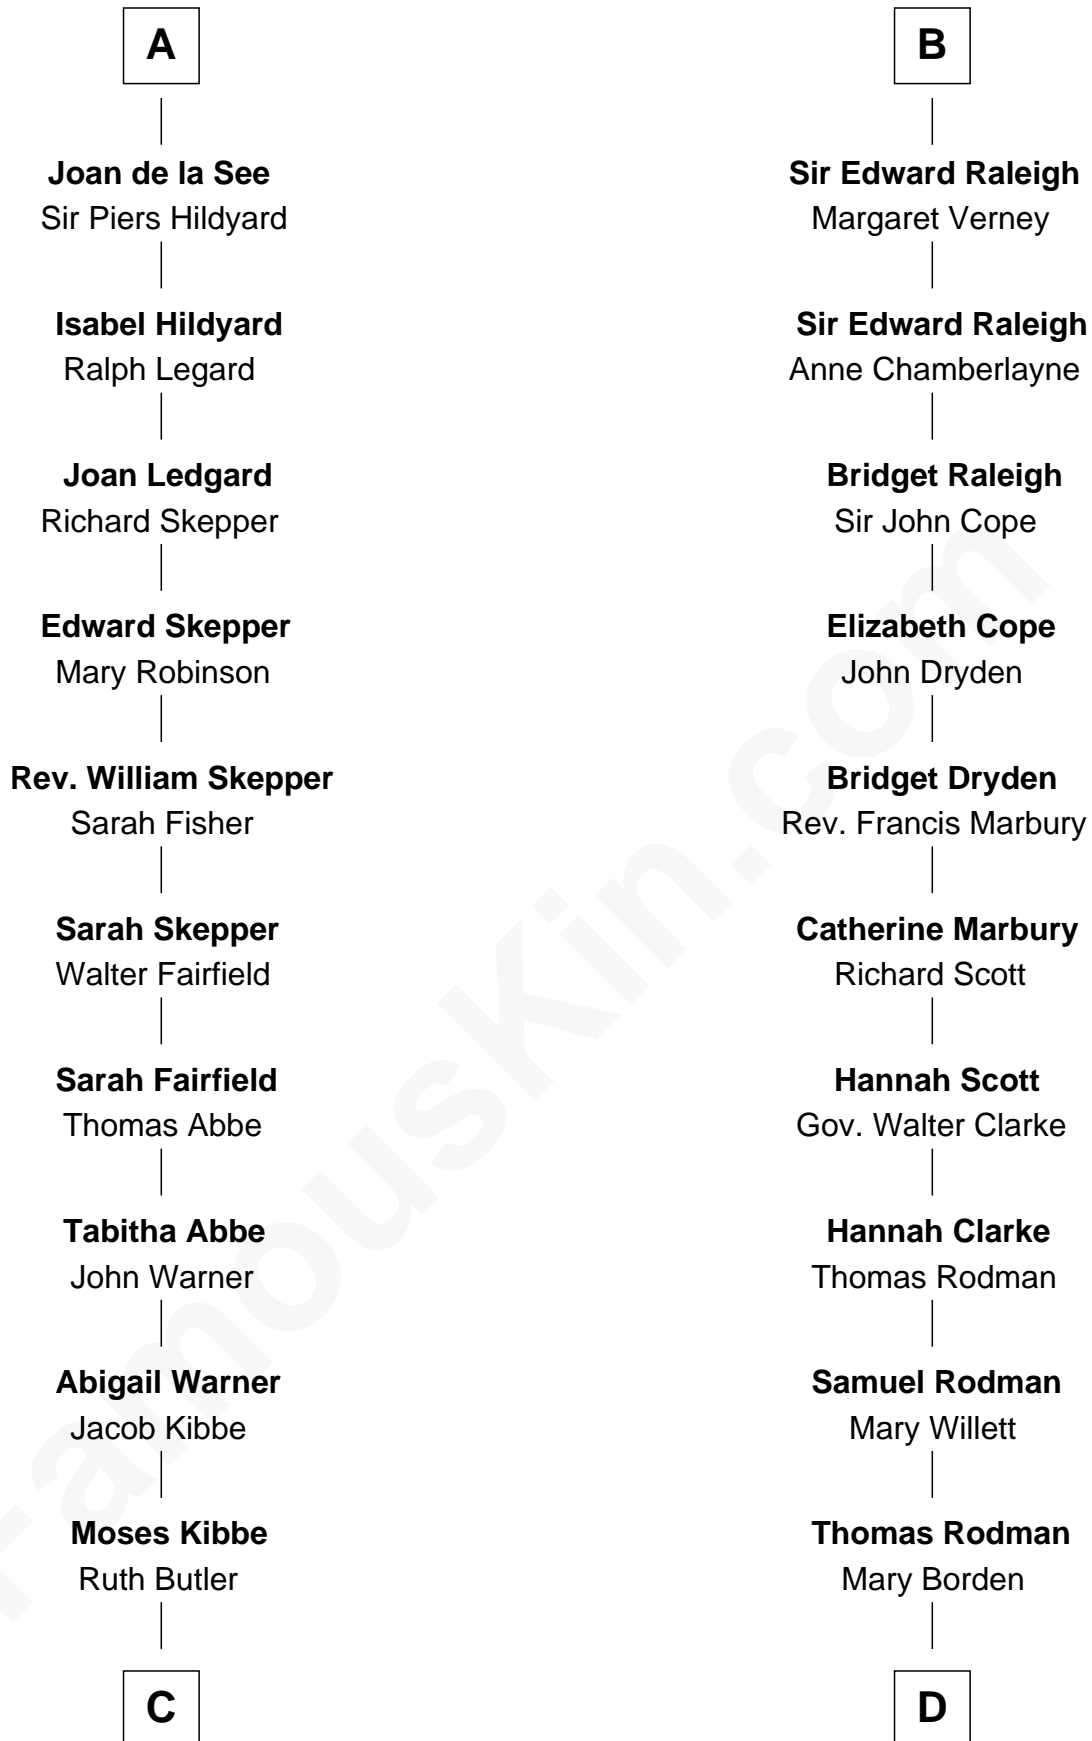 A
Joan de la See
Sir Piers Hildyard
Isabel Hildyard
Ralph Legard
Joan Ledgard
Richard Skepper
Edward Skepper
Mary Robinson
Rev. William Skepper
Sarah Fisher
Sarah Skepper
Walter Fairfield
Sarah Fairfield
Thomas Abbe
Tabitha Abbe
John Warner
Abigail Warner
Jacob Kibbe
Moses Kibbe
Ruth Butler
C
B
Sir Edward Raleigh
Margaret Verney
Sir Edward Raleigh
Anne Chamberlayne
Bridget Raleigh
Sir John Cope
Elizabeth Cope
John Dryden
Bridget Dryden
Rev. Francis Marbury
Catherine Marbury
Richard Scott
Hannah Scott
Gov. Walter Clarke
Hannah Clarke
Thomas Rodman
Samuel Rodman
Mary Willett
Thomas Rodman
Mary Borden
D
FamousKin.com